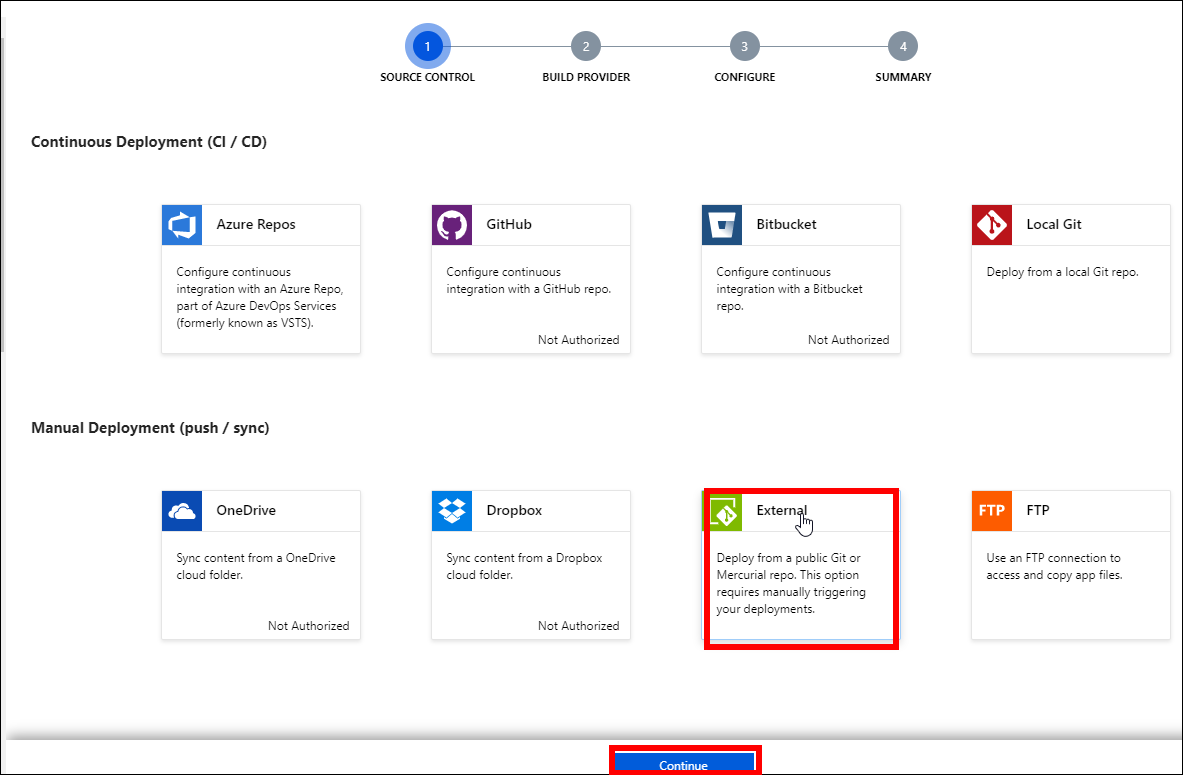 1
2
3
4
SOURCE CONTROL
BUILD PROVIDER
CONFIGURE
SUMMARY
Continuous Deployment (CI / CD)
Azure Repos
Configure continuous
integration with an Azure Repo,
part of Azure DevOps Services
(formerly known as VSTS).
GitHub
Configure continuous
integration with a GitHub repo.
Not Authorized
Bitbucket
Configure continuous
integration with a Bitbucket
repo.
Not Authorized
Local Git
Deploy from a local Git repo.
Manual Deployment (push / sync)
OneDrive
Sync content from a OneDrive
cloud folder.
Not Authorized
Dropbox
Sync content from a Dropbox
cloud folder.
Not Authorized
External
Deploy from a public Git or
Mercurial repo. This option
requires manually triggering
your deployments.
FTP
FTP
Use an FTP connection to
access and copy app files.
Continue